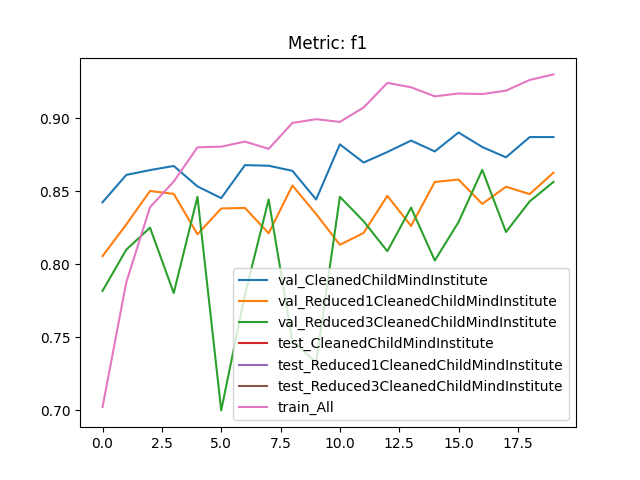 Metric: f1
0.90
0.85
0.80
0.75
0.70
val_CleanedChildMindInstitute
val_Reduced1CleanedChildMindInstitute
val_Reduced3CleanedChildMindInstitute
test_CleanedChildMindInstitute
test_Reduced1CleanedChildMindInstitute
test_Reduced3CleanedChildMindInstitute
train_All
0.0 2.5 5.0 7.5 10.0 12.5 15.0 17.5